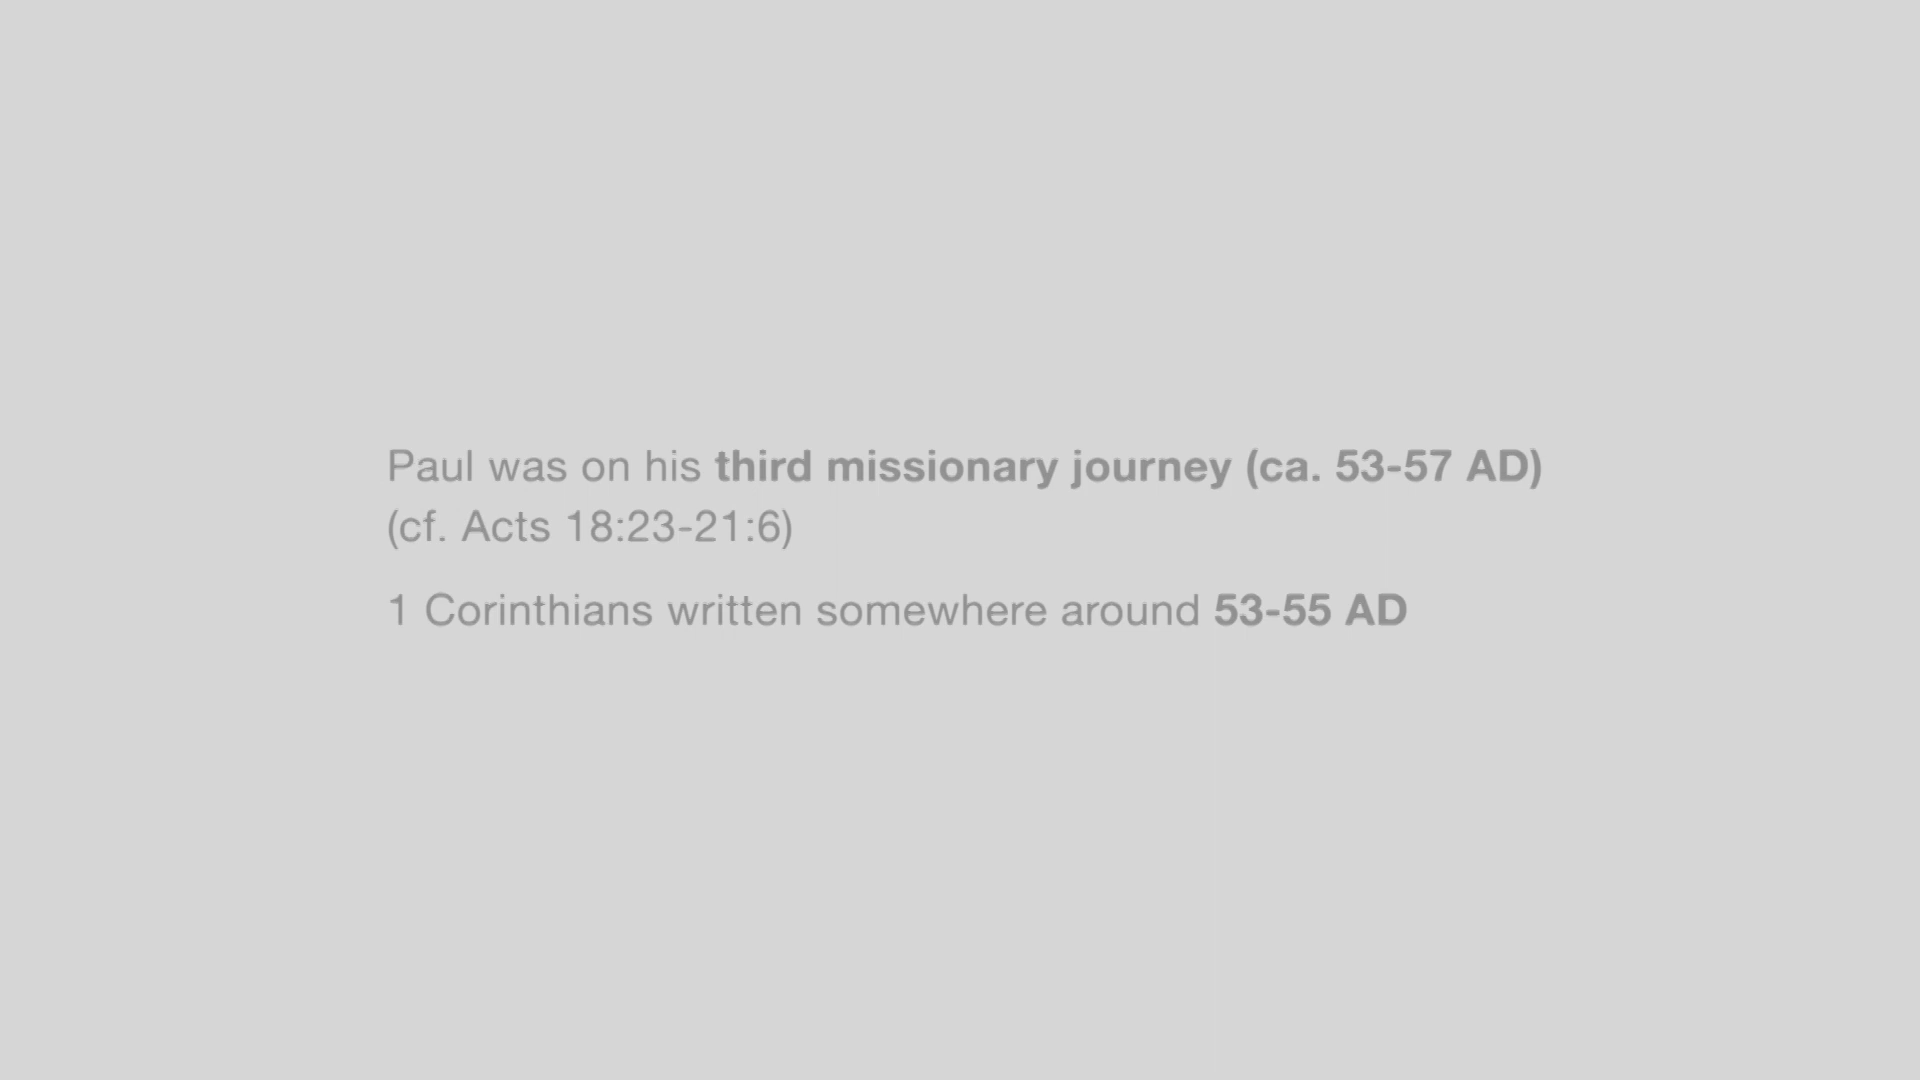 Paul was on his third missionary journey (ca. 53-57 AD)
(cf. Acts 18:23-21:6)
1 Corinthians written somewhere around 53-55 AD